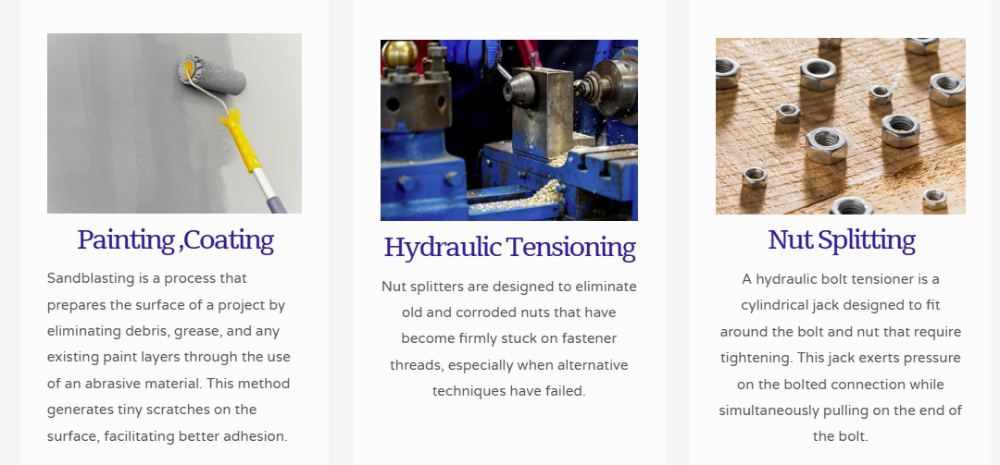 Painting ,Coating
Sandblasting is a process that
prepares the surface of a project by
eliminating debris, grease, and any
existing paint layers through the use
of an abrasive material. This method
generates tiny scratches on the
surface, facilitating better adhesion.
Hydraulic Tensioning
Nut splitters are designed to eliminate
old and corroded nuts that have
become firmly stuck on fastener
threads, especially when alternative
techniques have failed.
Nut Splitting
A hydraulic bolt tensioner is a
cylindrical jack designed to fit
around the bolt and nut that require
tightening. This jack exerts pressure
on the bolted connection while
simultaneously pulling on the end of
the bolt.